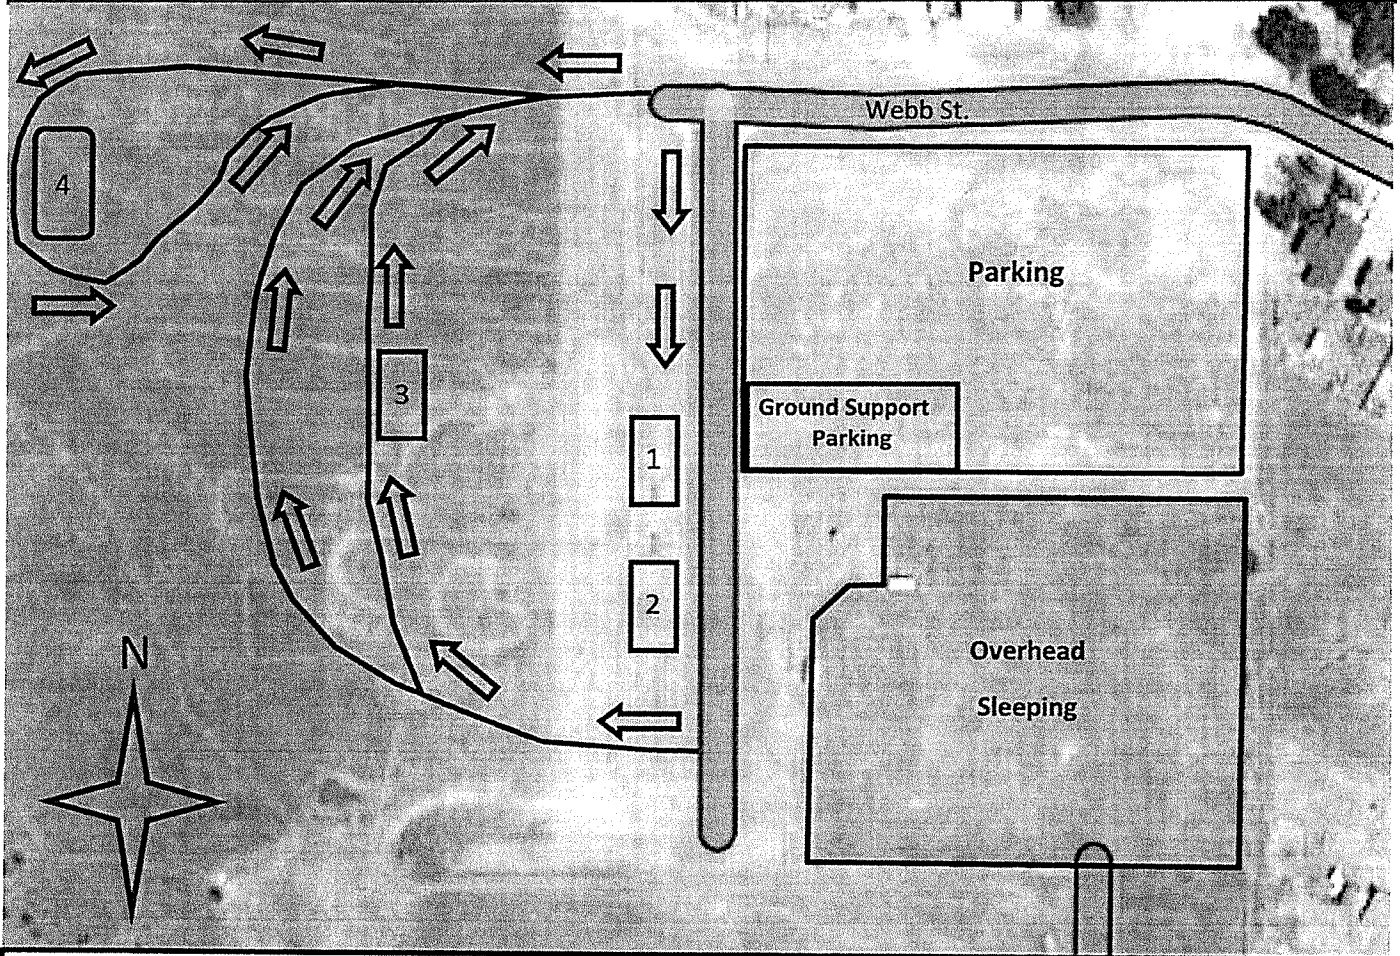 Webb St.
4
Parking
3
Ground Support
Parking
1
2
N
Overhead
Sleeping